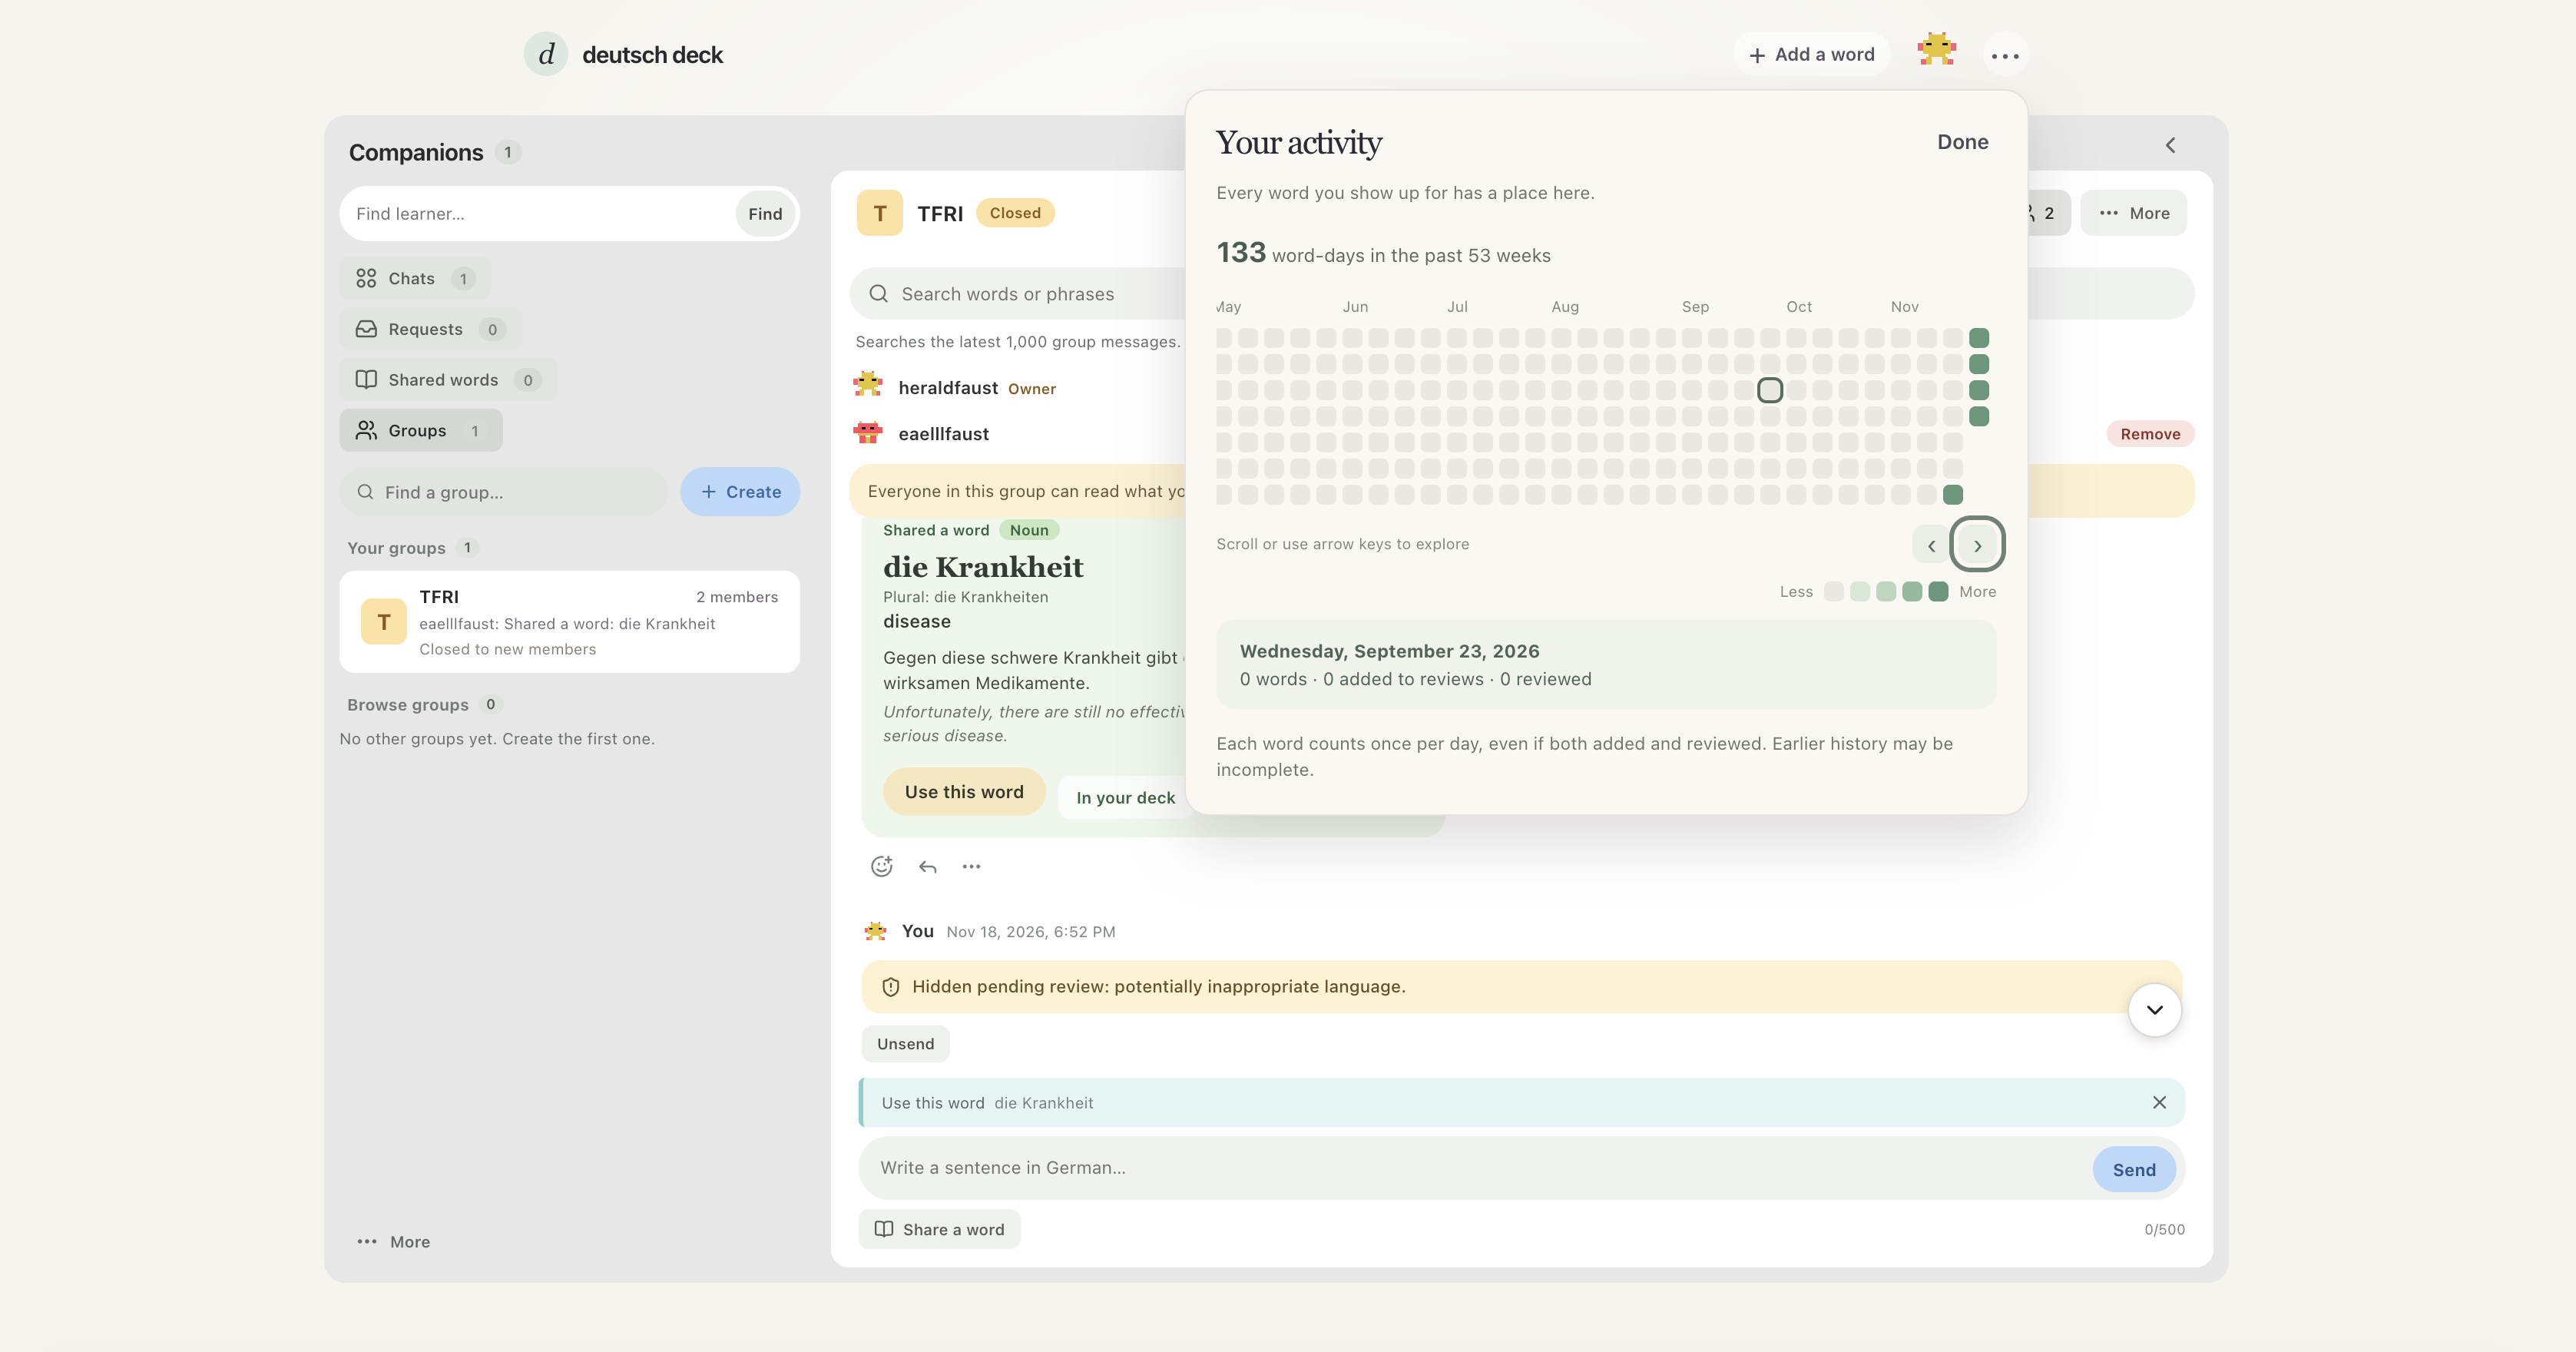 d deutsch deck
+ Add a word
Companions 1
Find learner... Find
Chats 1
Requests 0
Shared words 0
Groups 1
Find a group... + Create
Your groups 1
T TFRI 2 members
eaelllfaust: Shared a word: die Krankheit
Closed to new members
Browse groups 0
No other groups yet. Create the first one.
More
T TFRI Closed
2 More
Search words or phrases
Searches the latest 1,000 group messages.
heraldfaust Owner
eaelllfaust
Remove
Everyone in this group can read what
Shared a word Noun
die Krankheit
Plural: die Krankheiten
disease
Gegen diese schwere Krankheit gibt
wirksamen Medikamente.
Unfortunately, there are still no
serious disease.
Use this word In your deck
You Nov 18, 2026, 6:52 PM
Hidden pending review: potentially inappropriate language.
Unsend
Use this word die Krankheit
Write a sentence in German... Send
Share a word 0/500
Your activity Done
Every word you show up for has a place here.
133 word-days in the past 53 weeks
May Jun Jul Aug Sep Oct Nov
Scroll or use arrow keys to explore
Less More
Wednesday, September 23, 2026
0 words · 0 added to reviews · 0 reviewed
Each word counts once per day, even if both added and reviewed. Earlier history may be
incomplete.